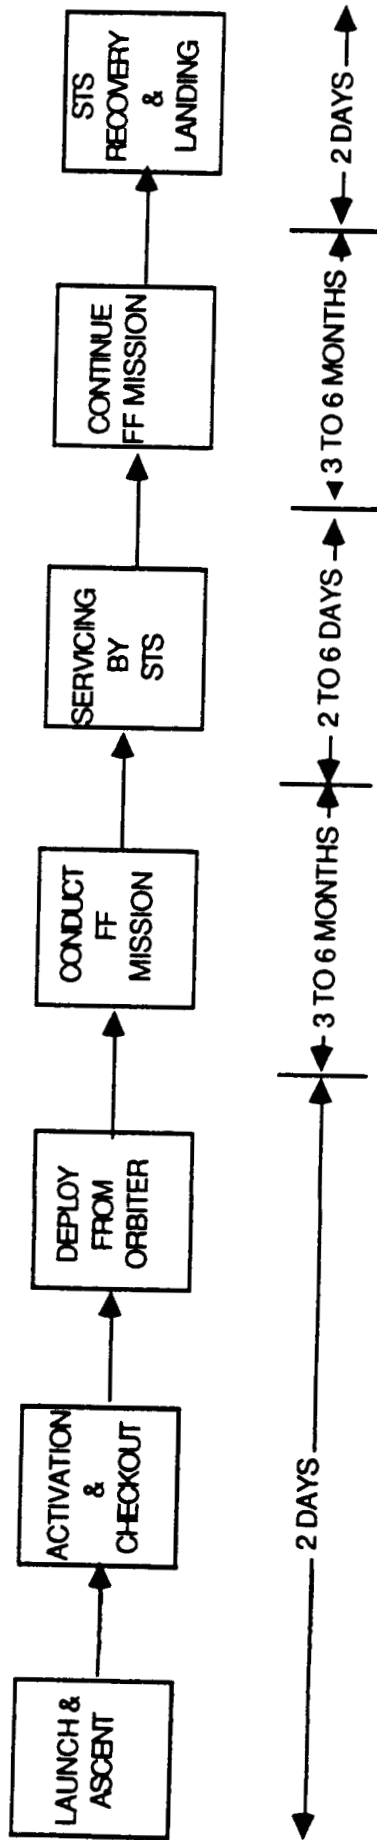 LAUNCH &
ASCENT
ACTIVATION
&
CHECKOUT
DEPLOY
FROM
ORBITER
CONDUCT
FF
MISSION
SERVICING
BY
STS
CONTINUE
FF MISSION
STS
RECOVERY
&
LANDING
2 DAYS
3 TO 6 MONTHS
2 TO 6 DAYS
3 TO 6 MONTHS
2 DAYS